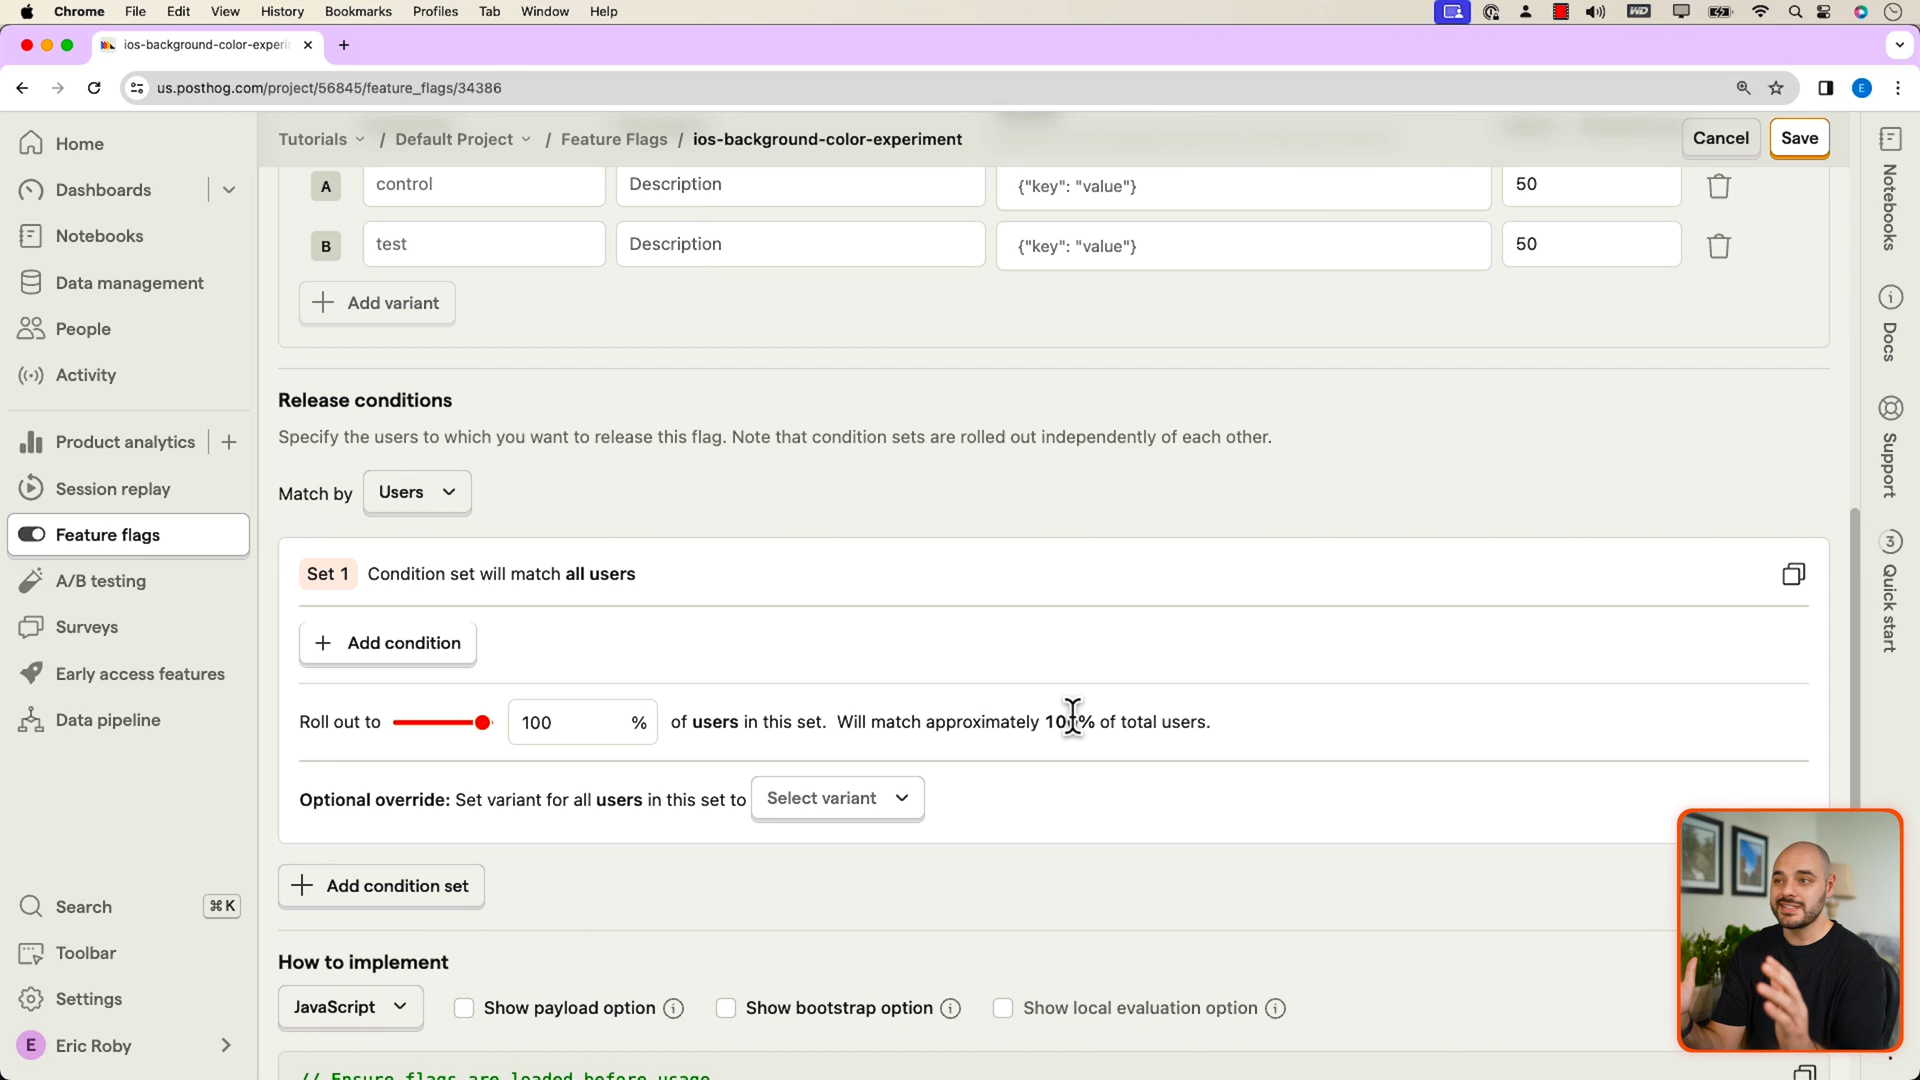 Chrome File Edit View History Bookmarks Profiles Tab Window Help
ios-background-color-experi
us.posthog.com/project/56845/feature_flags/34386
E
Tutorials / Default Project / Feature Flags / ios-background-color-experiment
Cancel Save
Home
Dashboards
Notebooks
Data management
People
Activity
Product analytics
Session replay
Feature flags
A/B testing
Surveys
Early access features
Data pipeline
Search ⌘ K
Toolbar
Settings
E Eric Roby
A control Description {"key": "value"} 50
B test Description {"key": "value"} 50
Add variant
Release conditions
Specify the users to which you want to release this flag. Note that condition sets are rolled out independently of each other.
Match by Users
Set 1 Condition set will match all users
Add condition
Roll out to 100 % of users in this set. Will match approximately 100% of total users.
Optional override: Set variant for all users in this set to Select variant
Add condition set
How to implement
JavaScript Show payload option Show bootstrap option Show local evaluation option
// Ensure flags are loaded before usage.
Notebooks
Docs
Support
3
Quick start